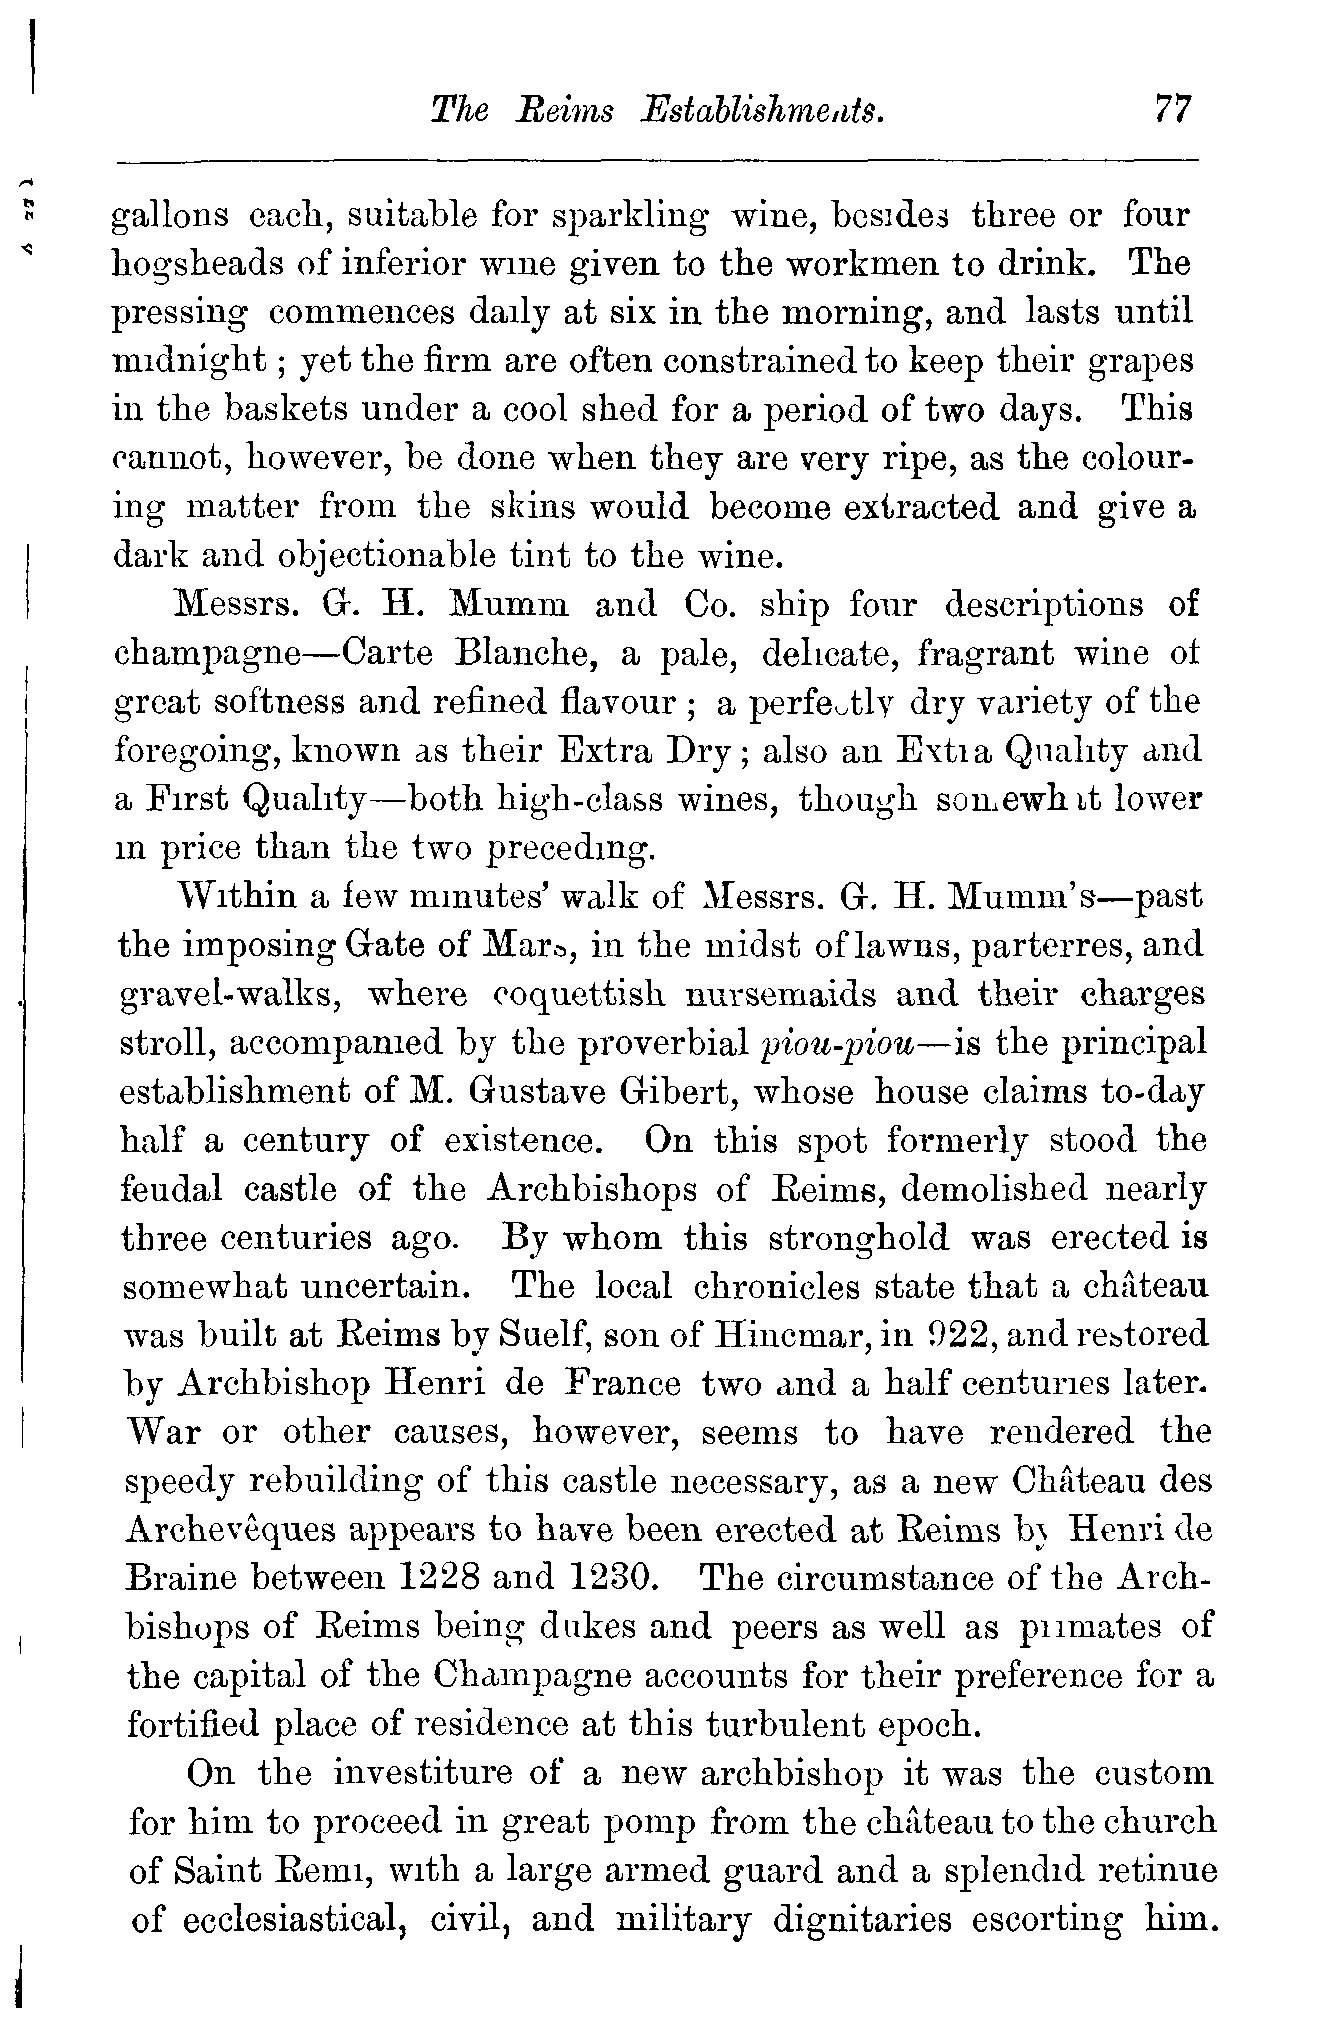 The Reims Establishments. 77
gallons each, suitable for sparkling wine, besides three or four
hogsheads of inferior wine given to the workmen to drink. The
pressing commences daily at six in the morning, and lasts until
midnight ; yet the firm are often constrained to keep their grapes
in the baskets under a cool shed for a period of two days. This
cannot, however, be done when they are very ripe, as the colour-
ing matter from the skins would become extracted and give a
dark and objectionable tint to the wine.
Messrs. G. H. Mumm and Co. ship four descriptions of
champagne—Carte Blanche, a pale, delicate, fragrant wine of
great softness and refined flavour ; a perfectly dry variety of the
foregoing, known as their Extra Dry ; also an Extra Quality and
a First Quality—both high-class wines, though somewhat lower
in price than the two preceding.
Within a few minutes' walk of Messrs. G. H. Mumm's—past
the imposing Gate of Mars, in the midst of lawns, parterres, and
gravel-walks, where coquettish nursemaids and their charges
stroll, accompanied by the proverbial piou-piou—is the principal
establishment of M. Gustave Gibert, whose house claims to-day
half a century of existence. On this spot formerly stood the
feudal castle of the Archbishops of Reims, demolished nearly
three centuries ago. By whom this stronghold was erected is
somewhat uncertain. The local chronicles state that a château
was built at Reims by Suelf, son of Hincmar, in 922, and restored
by Archbishop Henri de France two and a half centuries later.
War or other causes, however, seems to have rendered the
speedy rebuilding of this castle necessary, as a new Château des
Archevêques appears to have been erected at Reims by Henri de
Braine between 1228 and 1230. The circumstance of the Arch-
bishops of Reims being dukes and peers as well as primates of
the capital of the Champagne accounts for their preference for a
fortified place of residence at this turbulent epoch.
On the investiture of a new archbishop it was the custom
for him to proceed in great pomp from the château to the church
of Saint Remi, with a large armed guard and a splendid retinue
of ecclesiastical, civil, and military dignitaries escorting him.